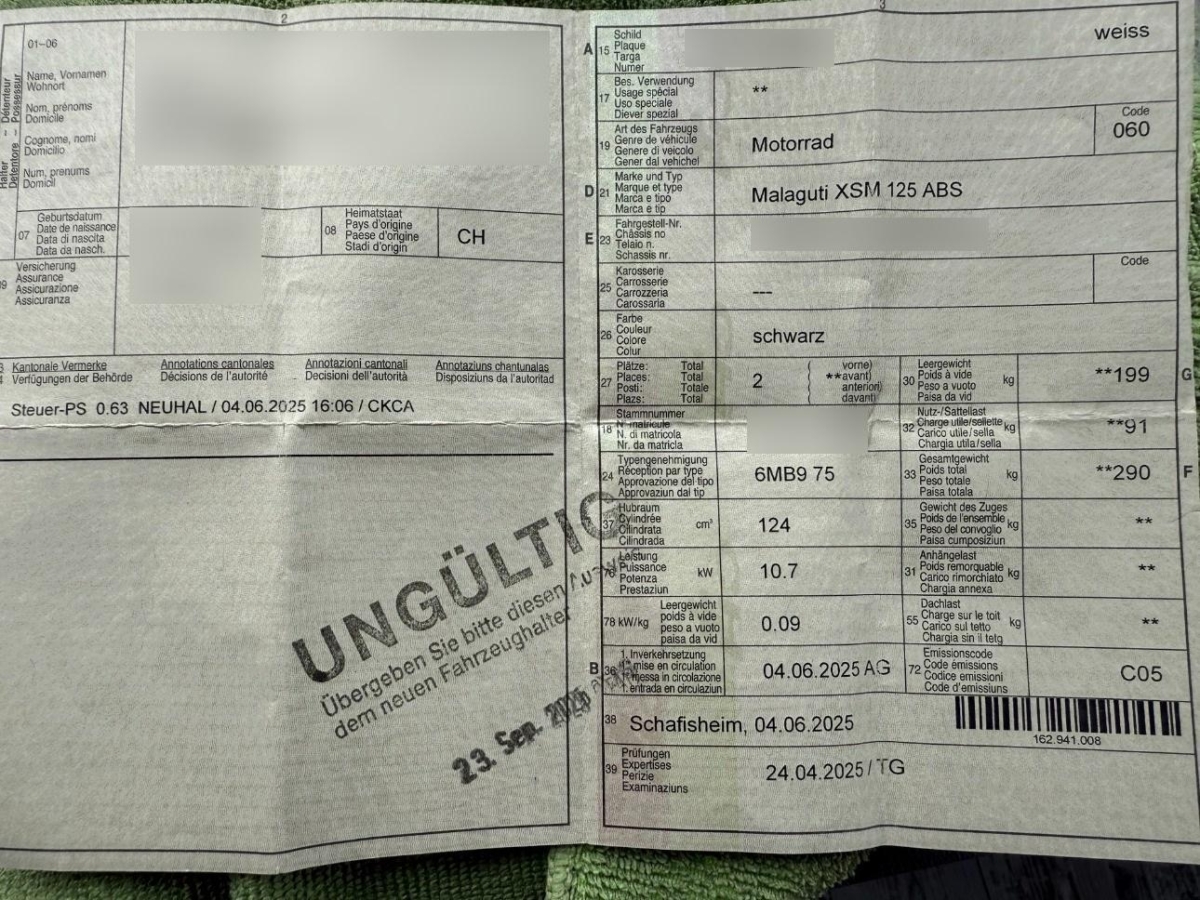 2
01–06
Halter
Détenteur
Detentore
Possessur
Name, Vornamen
Wohnort
Nom, prénoms
Domicile
Cognome, nomi
Domicilio
Num, prenums
Domicil
07
Geburtsdatum
Date de naissance
Data di nascita
Data da nasch.
08
Heimatstaat
Pays d'origine
Paese d'origine
Stadi d'origin
CH
09
Versicherung
Assurance
Assicurazione
Assicuranza
Kantonale Vermerke
Verfügungen der Behörde
Annotations cantonales
Décisions de l'autorité
Annotazioni cantonali
Decisioni dell'autorità
Annotaziuns chantunalas
Disposiziuns da l'autoritad
Steuer-PS 0.63 NEUHAL / 04.06.2025 16:06 / CKCA
UNGÜLTIG
Übergeben Sie bitte diesen Ausweis
dem neuen Fahrzeughalter
23. Sep.
3
A 15
Schild
Plaque
Targa
Numer
weiss
17
Bes. Verwendung
Usage spécial
Uso speciale
Diever spezial
**
19
Art des Fahrzeugs
Genre de véhicule
Genere di veicolo
Gener dal vehichel
Motorrad
Code
060
D 21
Marke und Typ
Marque et type
Marca e tipo
Marca e tip
Malaguti XSM 125 ABS
E 23
Fahrgestell-Nr.
Châssis no
Telaio n.
Schassis nr.
25
Karosserie
Carrosserie
Carrozzeria
Carossaria
---
Code
26
Farbe
Couleur
Colore
Colur
schwarz
27
Plätze: Total
Places: Total
Posti: Totale
Plazs: Total
2
( vorne)
( **avant)
( anteriori)
( davant)
30
Leergewicht
Poids à vide
Peso a vuoto
Paisa da vid
kg
**199
G
18
Stammnummer
N° matricule
N. di matricola
Nr. da matricla
32
Nutz-/Sattellast
Charge utile/sellette
Carico utile/sella
Chargia utila/sella
kg
**91
24
Typengenehmigung
Réception par type
Approvazione del tipo
Approvaziun dal tip
6MB9 75
33
Gesamtgewicht
Poids total
Peso totale
Paisa totala
kg
**290
F
37
Hubraum
Cylindrée
Cilindrata
Cilindrada
cm³
124
35
Gewicht des Zuges
Poids de l'ensemble
Peso del convoglio
Paisa cumposiziun
kg
**
76
Leistung
Puissance
Potenza
Prestaziun
kW
10.7
31
Anhängelast
Poids remorquable
Carico rimorchiato
Chargia annexa
kg
**
78 kW/kg
Leergewicht
poids à vide
peso a vuoto
paisa da vid
0.09
55
Dachlast
Charge sur le toit
Carico sul tetto
Chargia sin il tetg
kg
**
B 36
1. Inverkehrsetzung
1re mise en circulation
1. messa in circolazione
1. entrada en circulaziun
04.06.2025 AG
72
Emissionscode
Code émissions
Codice emissioni
Code d'emissiuns
C05
38
Schafisheim, 04.06.2025
162.941.008
39
Prüfungen
Expertises
Perizie
Examinaziuns
24.04.2025 / TG